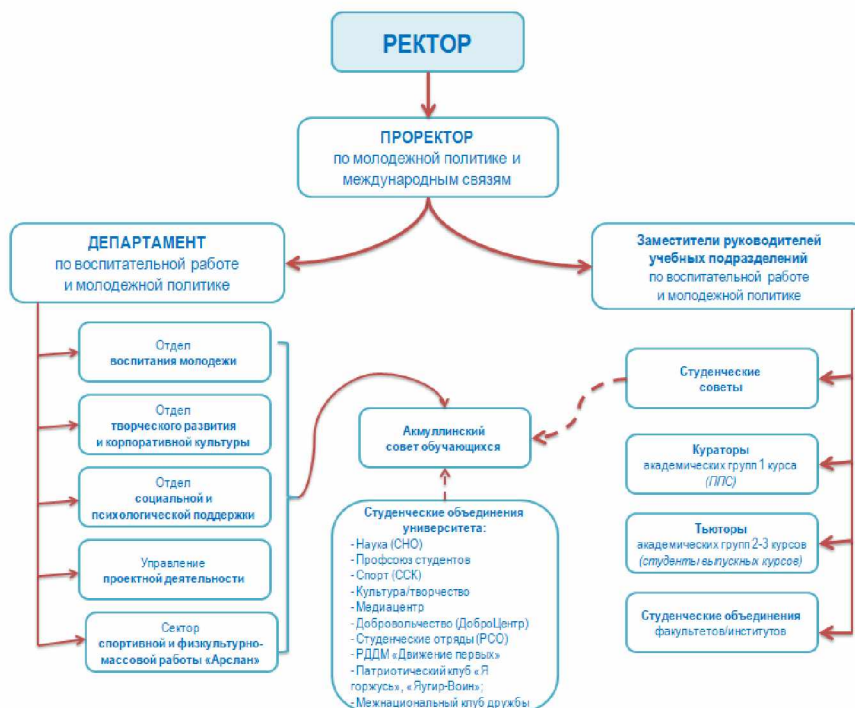 РЕКТОР
ПРОРЕКТОР
по молодежной политике и
международным связям
ДЕПАРТАМЕНТ
по воспитательной работе
и молодежной политике
Заместители руководителей
учебных подразделений
по воспитательной работе
и молодежной политике
Отдел
воспитания молодежи
Отдел
творческого развития
и корпоративной культуры
Отдел
социальной и
психологической поддержки
Управление
проектной деятельности
Сектор
спортивной и физкультурно-
массовой работы «Арслан»
Акмуллинский
совет обучающихся
Студенческие объединения
университета:
- Наука (СНО)
- Профсоюз студентов
- Спорт (ССК)
- Культура/творчество
- Медиацентр
- Добровольчество (ДоброЦентр)
- Студенческие отряды (РСО)
- РДДМ «Движение первых»
- Патриотический клуб «Я
горжусь», «Яугир-Воин»;
- Межнациональный клуб дружбы
Студенческие
советы
Кураторы
академических групп 1 курса
(ППС)
Тьюторы
академических групп 2-3 курсов
(студенты выпускных курсов)
Студенческие объединения
факультетов/институтов